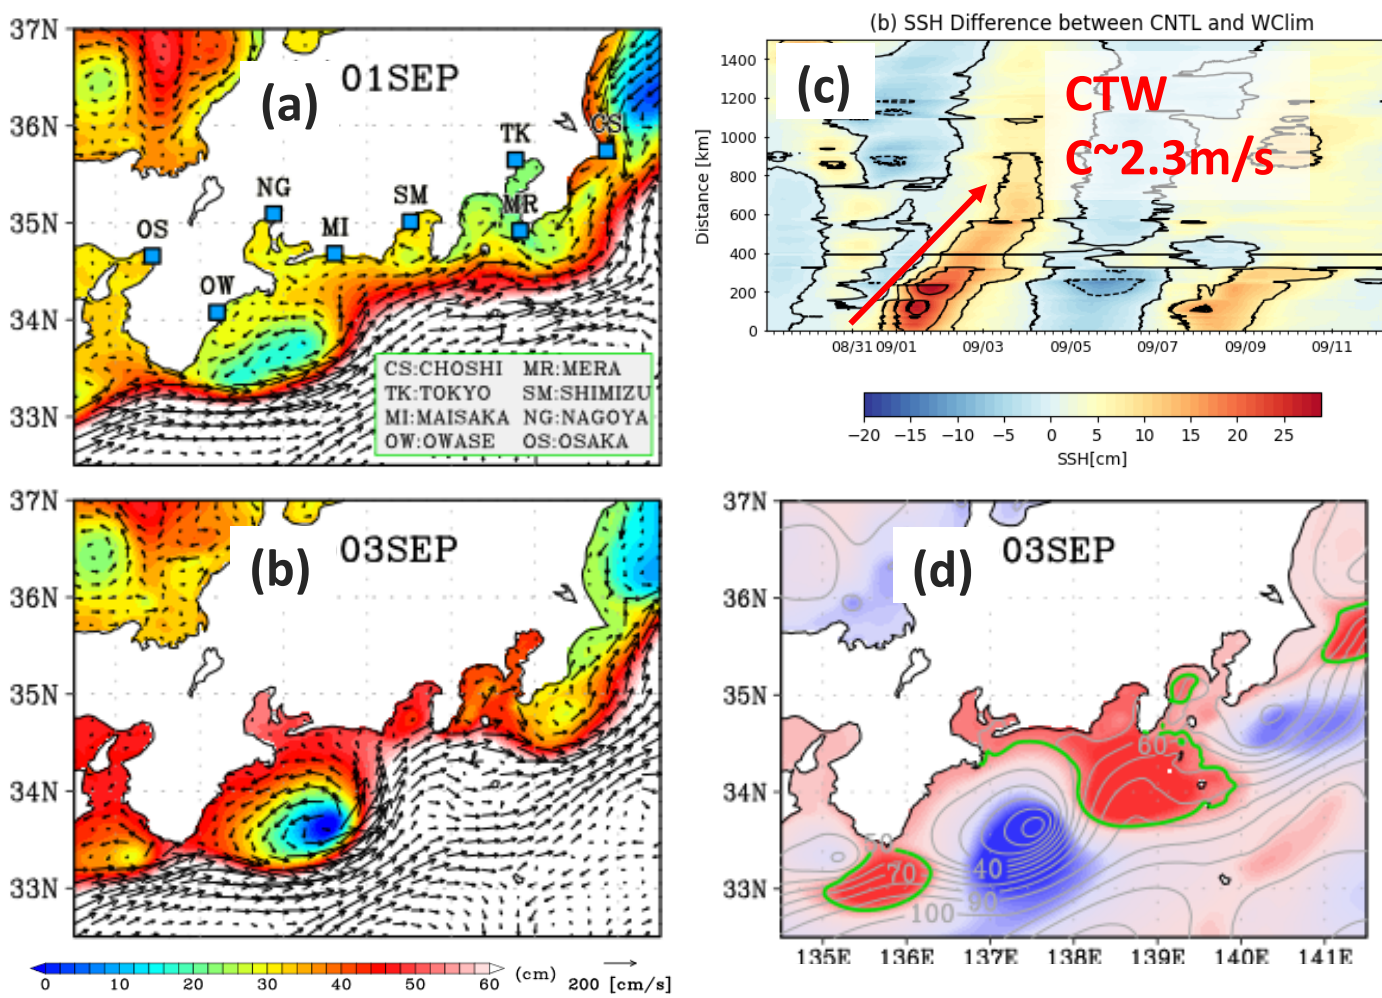 37N
36N
35N
34N
33N
(a)
01SEP
TK
CS
NG
SM
MR
OS
MI
OW
CS:CHOSHI MR:MERA
TK:TOKYO SM:SHIMIZU
MI:MAISAKA NG:NAGOYA
OW:OWASE OS:OSAKA
(b) SSH Difference between CNTL and WClim
(c)
CTW
C~2.3m/s
Distance [km]
1400
1200
1000
800
600
400
200
0
08/31 09/01 09/03 09/05 09/07 09/09 09/11
−20 −15 −10 −5 0 5 10 15 20 25
SSH[cm]
37N
36N
35N
34N
33N
(b)
03SEP
0 10 20 30 40 50 60
(cm)
200 [cm/s]
37N
36N
35N
34N
33N
(d)
03SEP
60
70
40
90
100
135E 136E 137E 138E 139E 140E 141E